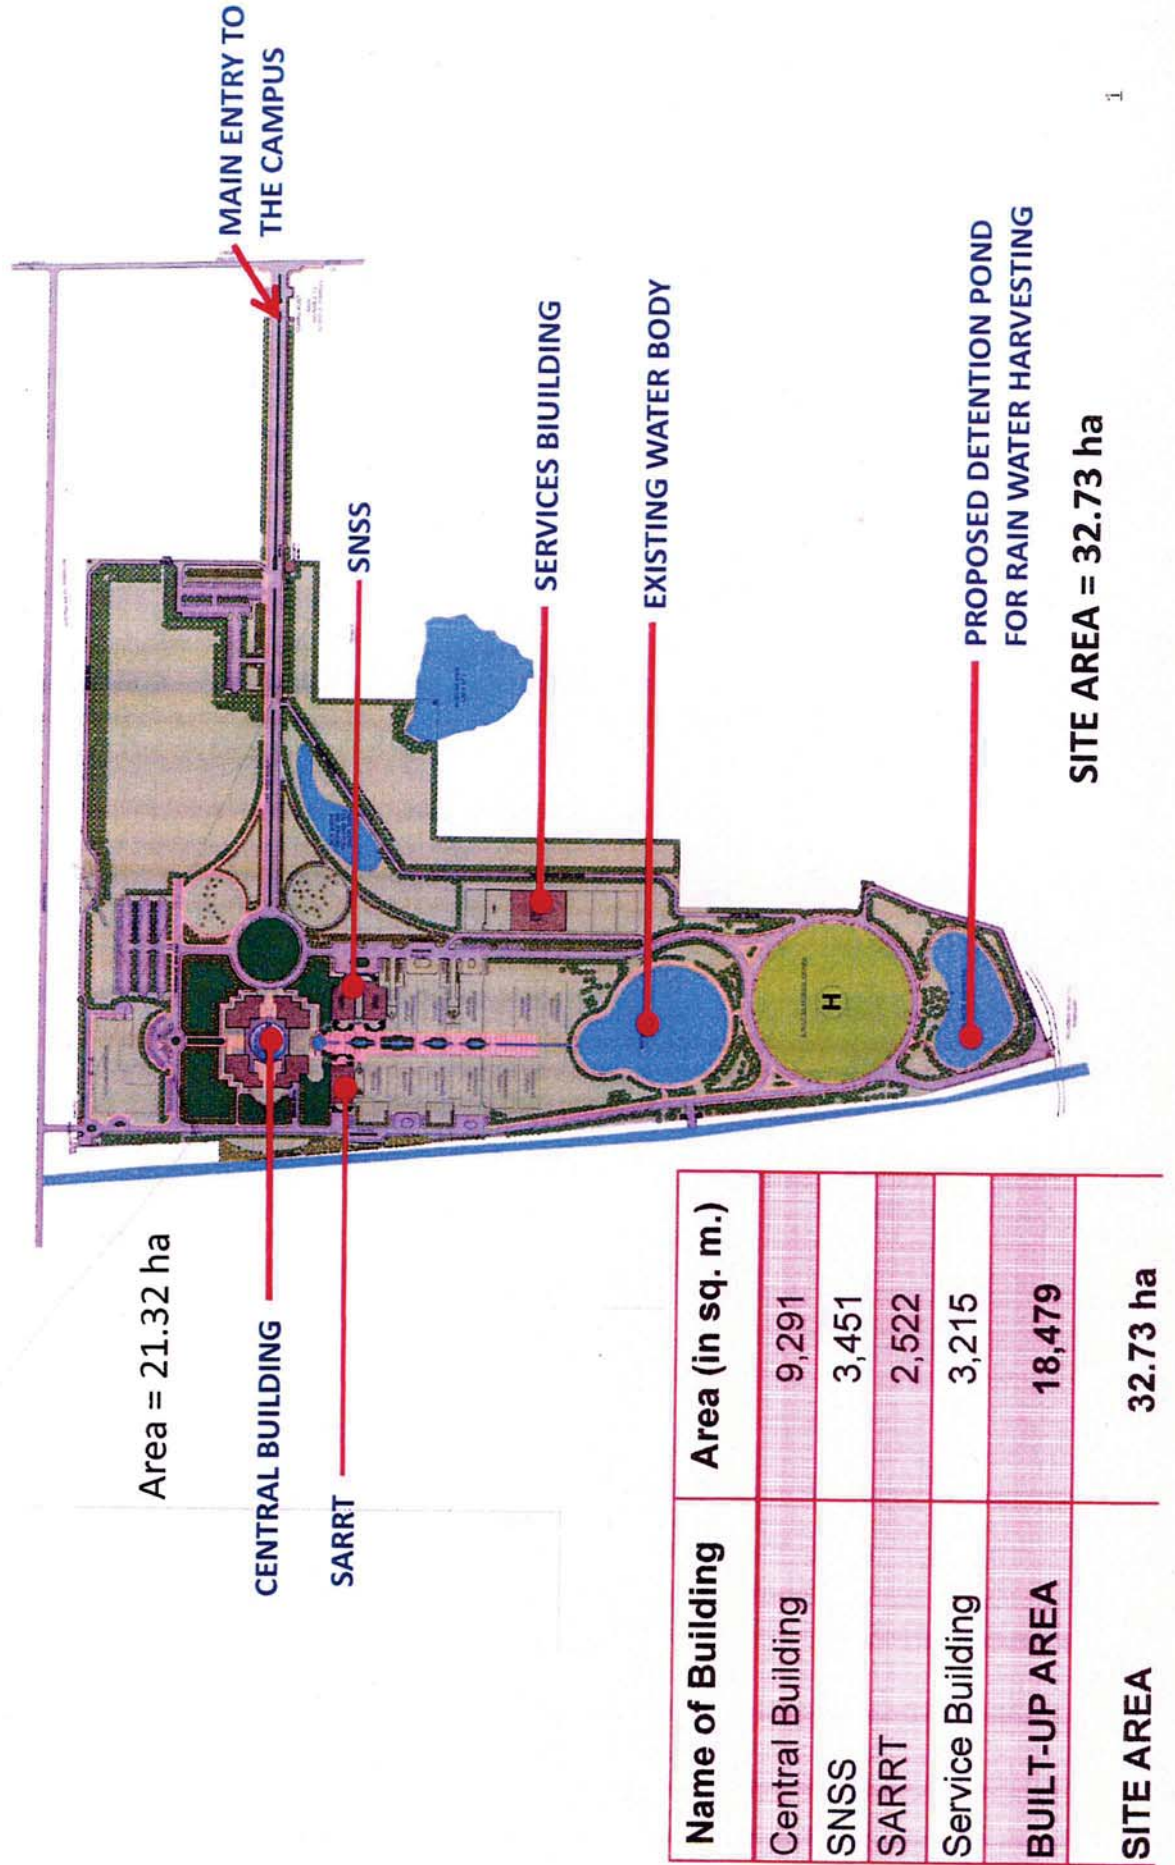 MAIN ENTRY TO
THE CAMPUS
Area = 21.32 ha
CENTRAL BUILDING
SARRT
SNSS
SERVICES BIUILDING
EXISTING WATER BODY
H
PROPOSED DETENTION POND
FOR RAIN WATER HARVESTING
SITE AREA = 32.73 ha
Name of Building Area (in sq. m.)
Central Building 9,291
SNSS 3,451
SARRT 2,522
Service Building 3,215
BUILT-UP AREA 18,479
SITE AREA 32.73 ha
1